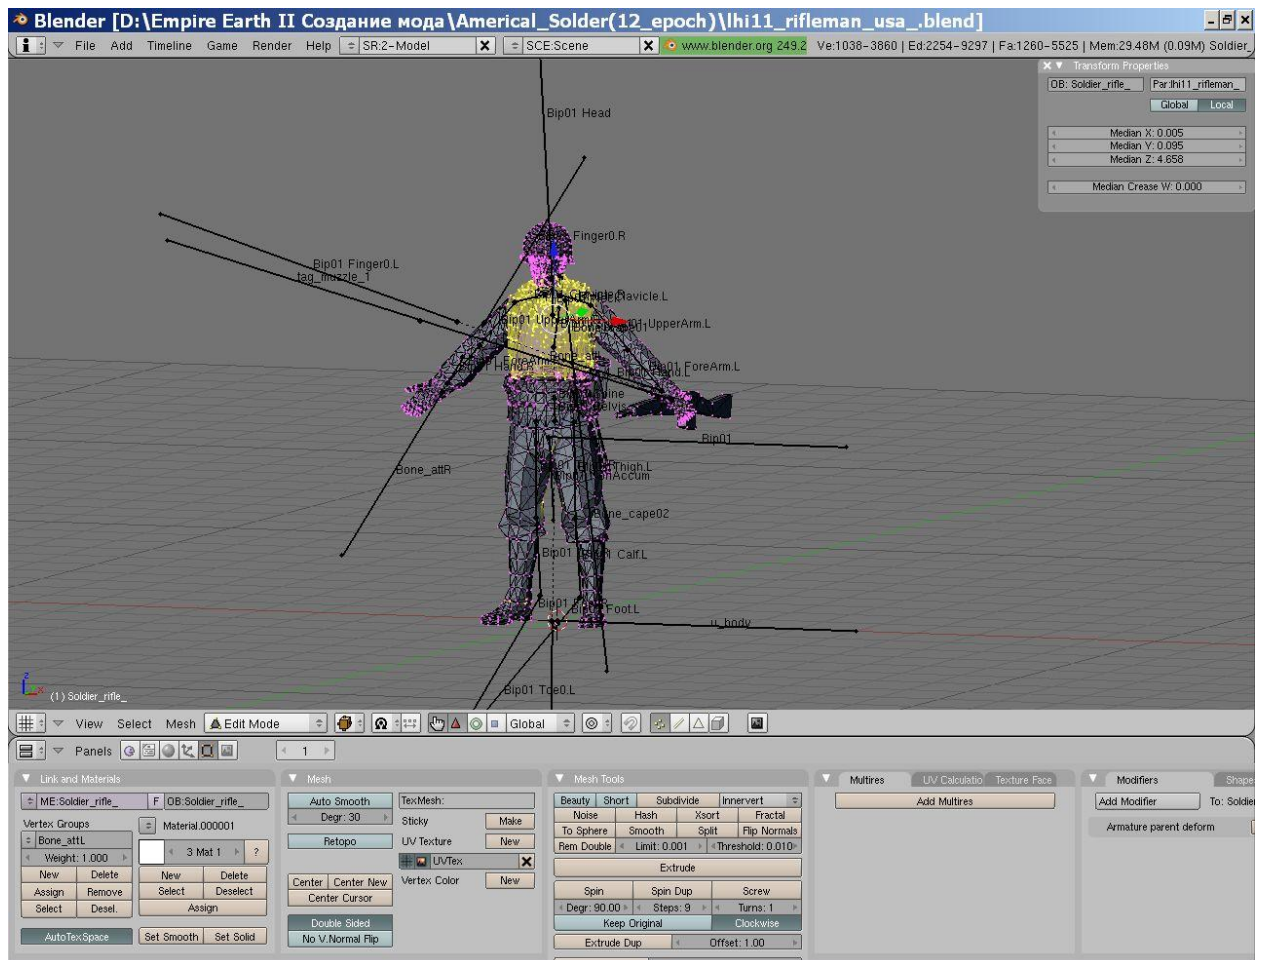 Blender [D:\Empire Earth II Создание мода\Americal_Solder(12_epoch)\lhi11_rifleman_usa_.blend]
File Add Timeline Game Render Help SR:2-Model SCE:Scene www.blender.org 249.2 Ve:1038-3860 | Ed:2254-9297 | Fa:1260-5525 | Mem:29.48M (0.09M) Soldier_
Transform Properties
OB: Soldier_rifle_ Par:lhi11_rifleman_
Global Local
Median X: 0.005
Median Y: 0.095
Median Z: 4.658
Median Crease W: 0.000
Bip01 Head
Finger0.R
Bip01 Finger0.L
tag_muzzle_1
UpperArm.L
ForeArm.L
Bip01
Bone_attR
Thigh.L
Bone_cape02
Calf.L
Foot.L
u_body
Bip01 Toe0.L
z
x
(1) Soldier_rifle_
View Select Mesh Edit Mode Global
Panels 1
Link and Materials
ME:Soldier_rifle_ F OB:Soldier_rifle_
Vertex Groups Material.000001
Bone_attL
Weight: 1.000 3 Mat 1 ?
New Delete New Delete
Assign Remove Select Deselect
Select Desel. Assign
AutoTexSpace Set Smooth Set Solid
Mesh
Auto Smooth TexMesh:
Degr: 30 Sticky Make
Retopo UV Texture New
UVTex
Center Center New Vertex Color New
Center Cursor
Double Sided
No V.Normal Flip
Mesh Tools
Beauty Short Subdivide Innervert
Noise Hash Xsort Fractal
To Sphere Smooth Split Flip Normals
Rem Double Limit: 0.001 Threshold: 0.010
Extrude
Spin Spin Dup Screw
Degr: 90.00 Steps: 9 Turns: 1
Keep Original Clockwise
Extrude Dup Offset: 1.00
Multires UV Calculatio Texture Face
Add Multires
Modifiers Shapes
Add Modifier To: Soldie
Armature parent deform